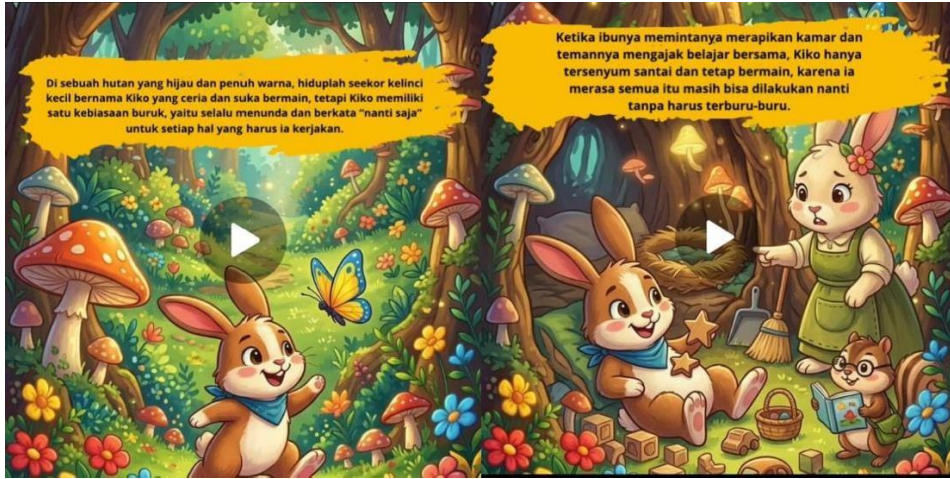 Di sebuah hutan yang hijau dan penuh warna, hiduplah seekor kelinci
kecil bernama Kiko yang ceria dan suka bermain, tetapi Kiko memiliki
satu kebiasaan buruk, yaitu selalu menunda dan berkata "nanti saja"
untuk setiap hal yang harus ia kerjakan.
Ketika ibunya memintanya merapikan kamar dan
temannya mengajak belajar bersama, Kiko hanya
tersenyum santai dan tetap bermain, karena ia
merasa semua itu masih bisa dilakukan nanti
tanpa harus terburu-buru.